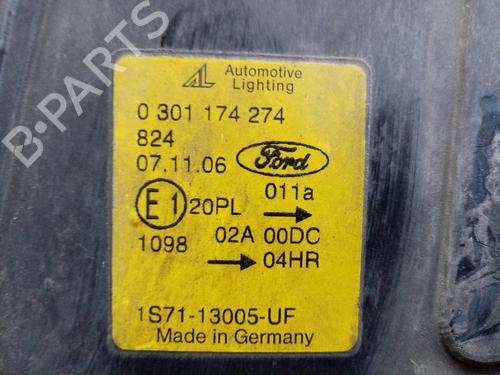 AL Automotive
Lighting
0 301 174 274
824
07.11.06 Ford
011a
E1 20PL →
1098 02A 00DC
→ 04HR
1S71-13005-UF
Made in Germany
B-PARTS